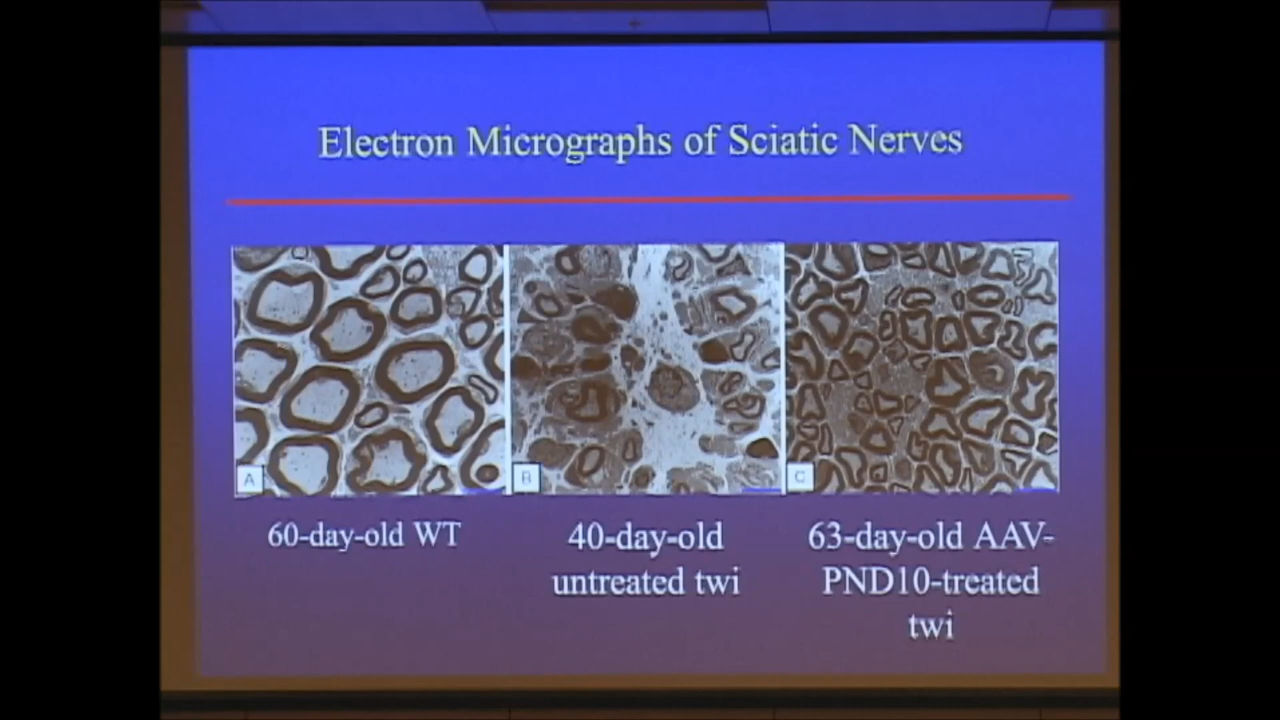 Electron Micrographs of Sciatic Nerves
A
B
C
60-day-old WT
40-day-old
untreated twi
63-day-old AAV-
PND10-treated
twi